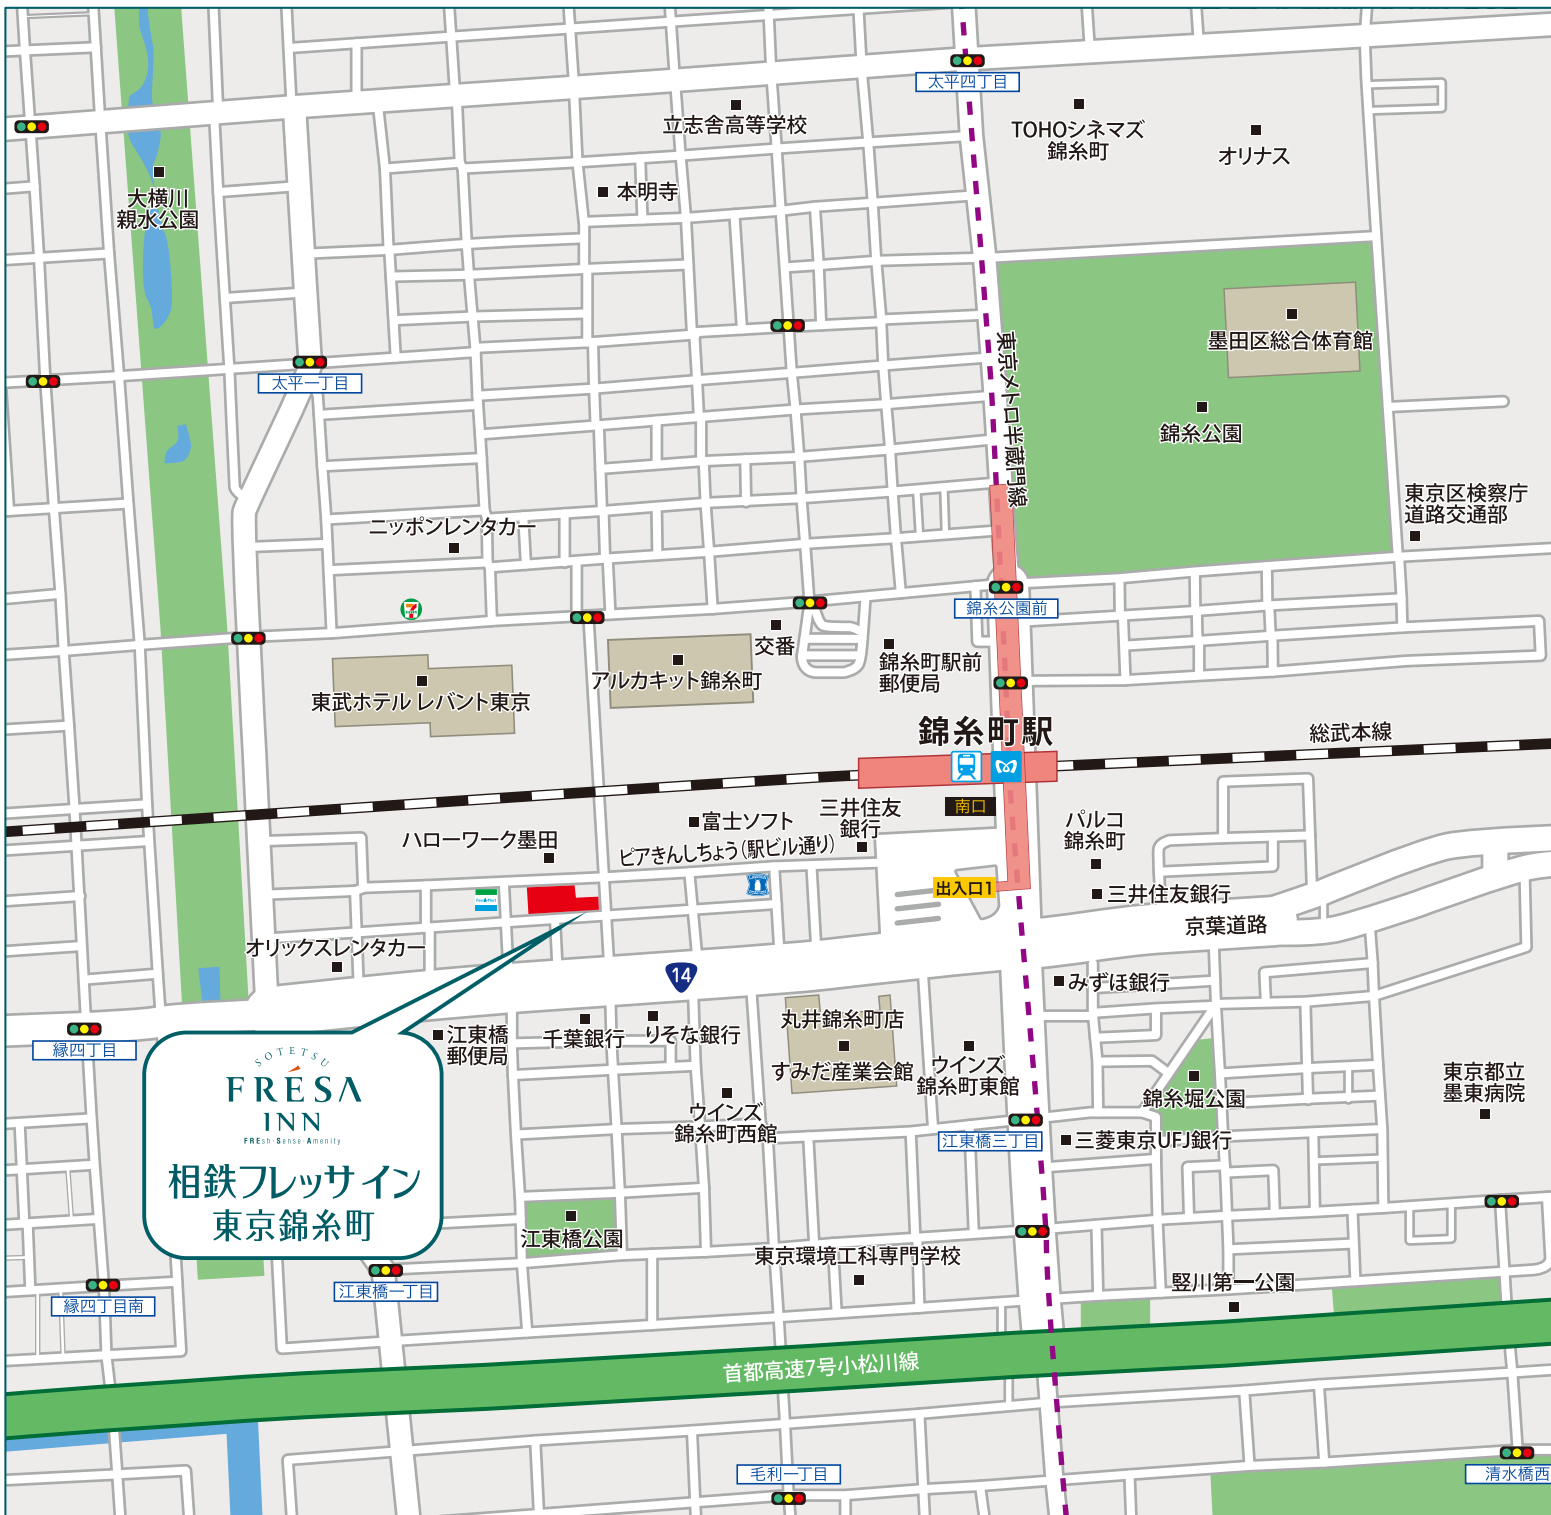 太平四丁目
立志舎高等学校
TOHOシネマズ
錦糸町
オリナス
本明寺
大横川
親水公園
墨田区総合体育館
東京メトロ半蔵門線
太平一丁目
錦糸公園
東京区検察庁
道路交通部
ニッポンレンタカー
7
錦糸公園前
交番
錦糸町駅前
郵便局
アルカキット錦糸町
東武ホテル レバント東京
錦糸町駅
総武本線
南口
三井住友
銀行
富士ソフト
パルコ
錦糸町
ハローワーク墨田
ピアきんしちょう(駅ビル通り)
出入口1
三井住友銀行
京葉道路
オリックスレンタカー
14
みずほ銀行
丸井錦糸町店
千葉銀行
りそな銀行
江東橋
郵便局
縁四丁目
すみだ産業会館
ウインズ
錦糸町東館
錦糸堀公園
東京都立
墨東病院
ウインズ
錦糸町西館
江東橋三丁目
三菱東京UFJ銀行
SOTETSU
FRÉSA
INN
FREsh·Sense·Amenity
相鉄フレッサイン
東京錦糸町
江東橋公園
東京環境工科専門学校
江東橋一丁目
縁四丁目南
竪川第一公園
首都高速7号小松川線
毛利一丁目
清水橋西